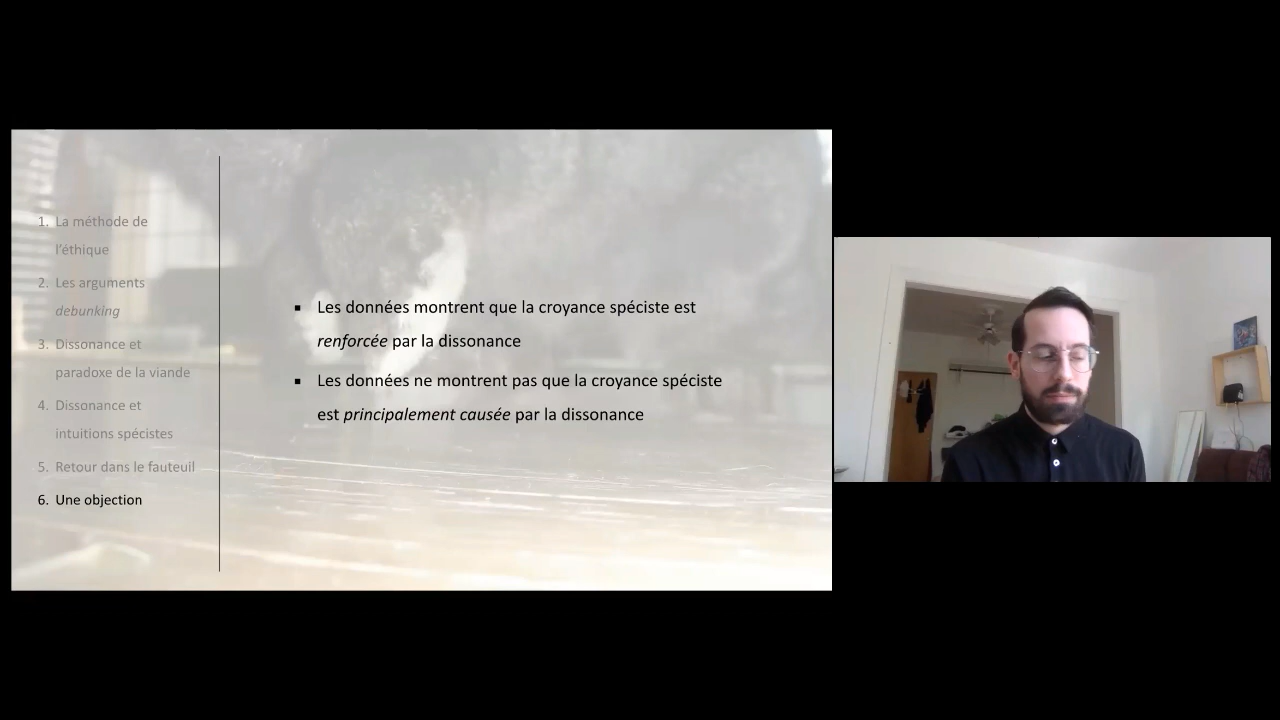 1. La méthode de
l'éthique
2. Les arguments
debunking
3. Dissonance et
paradoxe de la viande
4. Dissonance et
intuitions spécistes
5. Retour dans le fauteuil
6. Une objection
▪ Les données montrent que la croyance spéciste est
renforcée par la dissonance
▪ Les données ne montrent pas que la croyance spéciste
est principalement causée par la dissonance